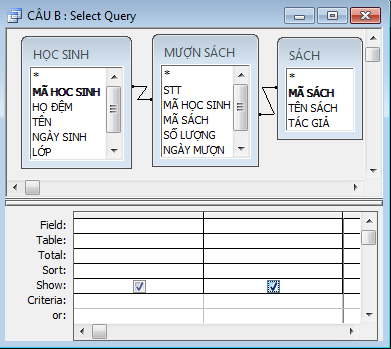 CÂU B : Select Query
HỌC SINH
*
MÃ HỌC SINH
HỌ ĐỆM
TÊN
NGÀY SINH
LỚP
MƯỢN SÁCH
*
STT
MÃ HỌC SINH
MÃ SÁCH
SỐ LƯỢNG
NGÀY MƯỢN
SÁCH
*
MÃ SÁCH
TÊN SÁCH
TÁC GIẢ
Field:
Table:
Total:
Sort:
Show:
Criteria:
or: